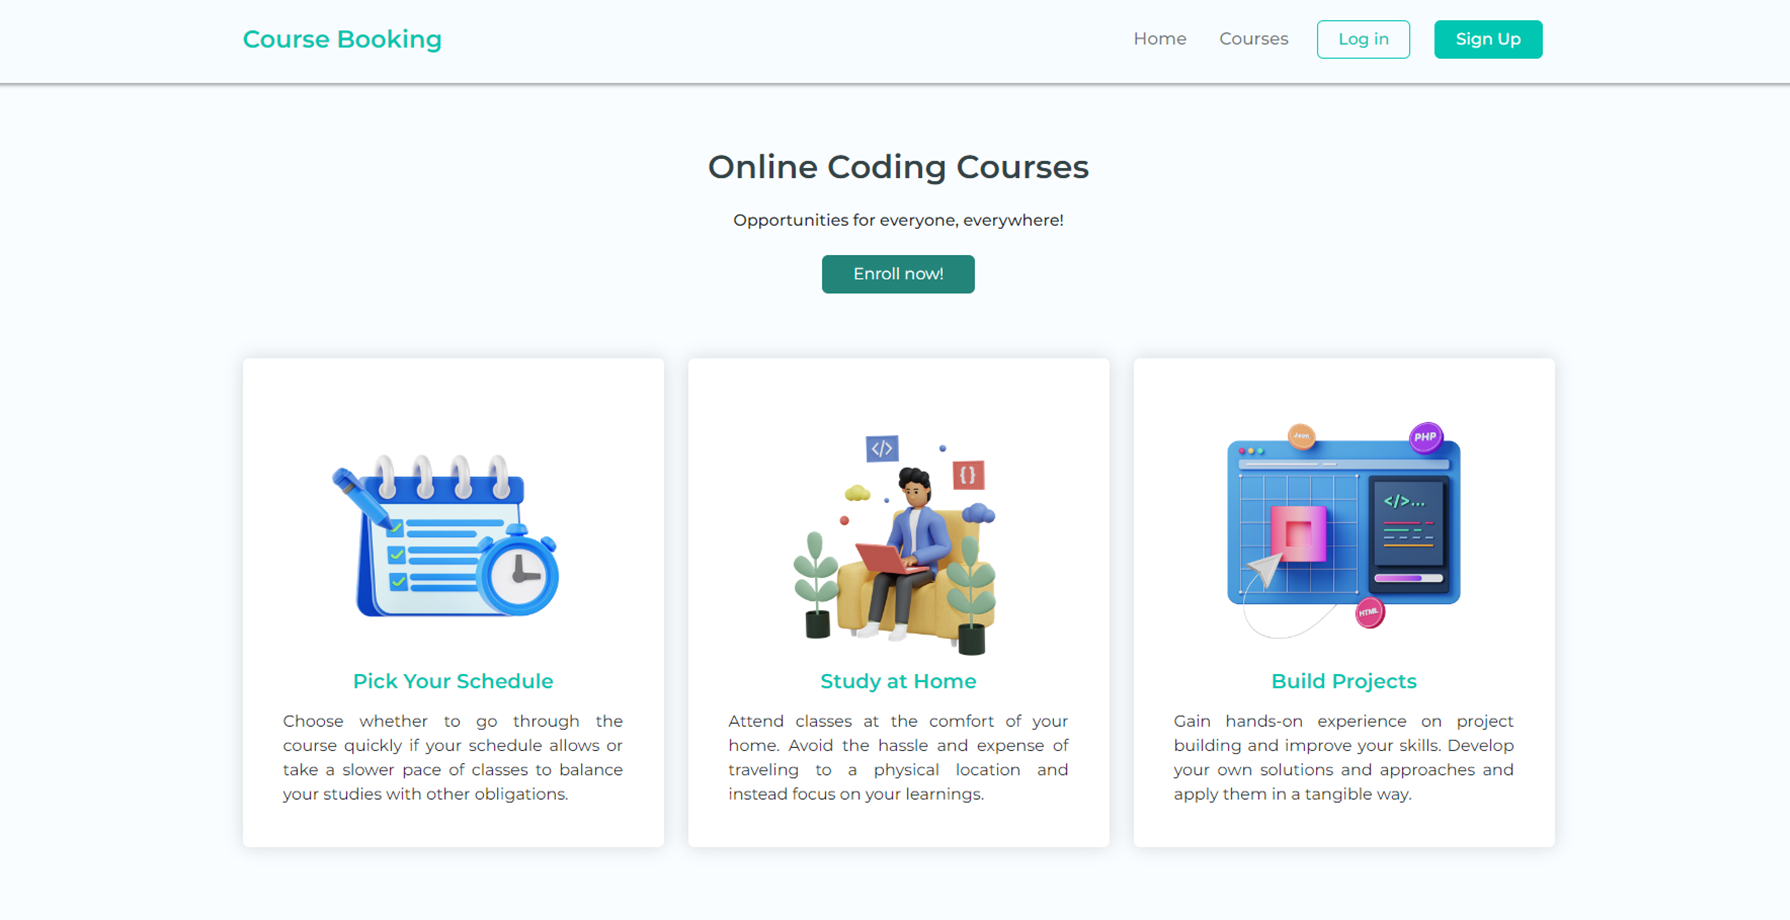 Course Booking
Home
Courses
Log in
Sign Up
Online Coding Courses
Opportunities for everyone, everywhere!
Enroll now!
</>
{}
Json
PHP
</>...
HTML
Pick Your Schedule
Choose whether to go through the
course quickly if your schedule allows or
take a slower pace of classes to balance
your studies with other obligations.
Study at Home
Attend classes at the comfort of your
home. Avoid the hassle and expense of
traveling to a physical location and
instead focus on your learnings.
Build Projects
Gain hands-on experience on project
building and improve your skills. Develop
your own solutions and approaches and
apply them in a tangible way.